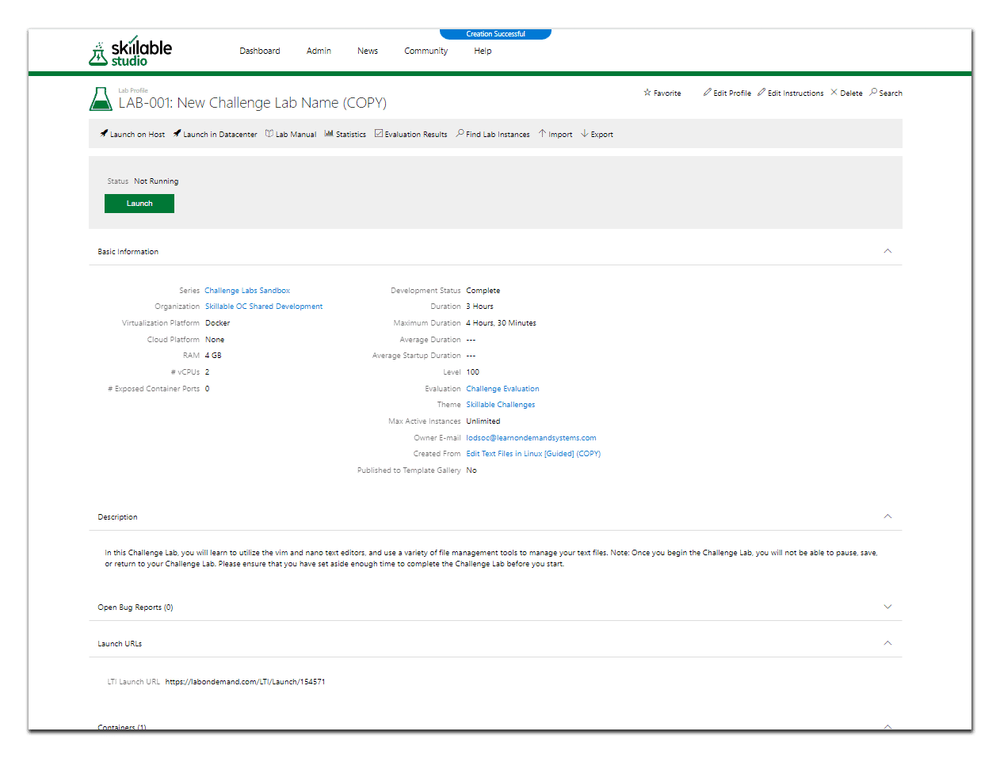 Creation Successful
skillable studio
Dashboard Admin News Community Help
Lab Profile
LAB-001: New Challenge Lab Name (COPY)
Favorite Edit Profile Edit Instructions Delete Search
Launch on Host Launch in Datacenter Lab Manual Statistics Evaluation Results Find Lab Instances Import Export
Status Not Running
Launch
Basic Information
Series Challenge Labs Sandbox
Organization Skillable OC Shared Development
Virtualization Platform Docker
Cloud Platform None
RAM 4 GB
# vCPUs 2
# Exposed Container Ports 0
Development Status Complete
Duration 3 Hours
Maximum Duration 4 Hours, 30 Minutes
Average Duration ---
Average Startup Duration ---
Level 100
Evaluation Challenge Evaluation
Theme Skillable Challenges
Max Active Instances Unlimited
Owner E-mail lodsoc@learnondemandsystems.com
Created From Edit Text Files in Linux [Guided] (COPY)
Published to Template Gallery No
Description
In this Challenge Lab, you will learn to utilize the vim and nano text editors, and use a variety of file management tools to manage your text files. Note: Once you begin the Challenge Lab, you will not be able to pause, save,
or return to your Challenge Lab. Please ensure that you have set aside enough time to complete the Challenge Lab before you start.
Open Bug Reports (0)
Launch URLs
LTI Launch URL https://labondemand.com/LTI/Launch/154571
Containers (1)